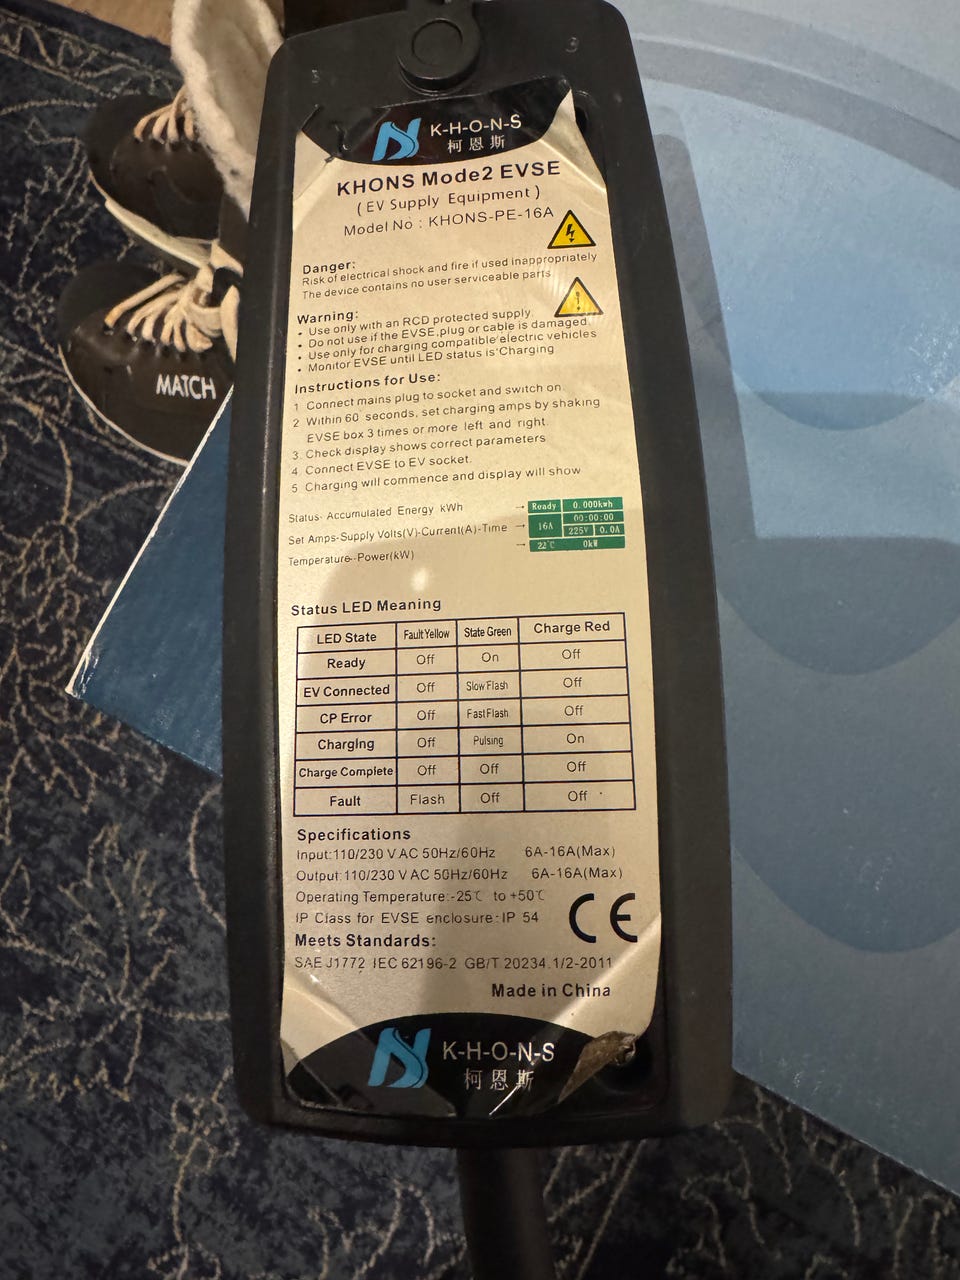 K-H-O-N-S
柯恩斯
KHONS Mode2 EVSE
( EV Supply Equipment )
Model No : KHONS-PE-16A
Danger:
Risk of electrical shock and fire if used inappropriately
The device contains no user serviceable parts
Warning:
• Use only with an RCD protected supply
• Do not use if the EVSE,plug or cable is damaged
• Use only for charging compatible electric vehicles
• Monitor EVSE until LED status is Charging
Instructions for Use:
1 Connect mains plug to socket and switch on.
2 Within 60 seconds, set charging amps by shaking
EVSE box 3 times or more left and right.
3. Check display shows correct parameters
4. Connect EVSE to EV socket.
5 Charging will commence and display will show
Status- Accumulated Energy kWh → Ready 0.000kwh
Set Amps-Supply Volts(V)-Current(A)-Time → 16A 00:00:00 225V 0.0A
Temperature--Power(kW) → 22℃ 0kW
Status LED Meaning
LED State Fault Yellow State Green Charge Red
Ready Off On Off
EV Connected Off Slow Flash Off
CP Error Off Fast Flash Off
Charging Off Pulsing On
Charge Complete Off Off Off
Fault Flash Off Off
Specifications
Input:110/230 V AC 50Hz/60Hz 6A-16A(Max)
Output:110/230 V AC 50Hz/60Hz 6A-16A(Max)
Operating Temperature:-25℃ to +50℃
IP Class for EVSE enclosure: IP 54
CE
Meets Standards:
SAE J1772 IEC 62196-2 GB/T 20234.1/2-2011
Made in China
K-H-O-N-S
柯恩斯
MATCH